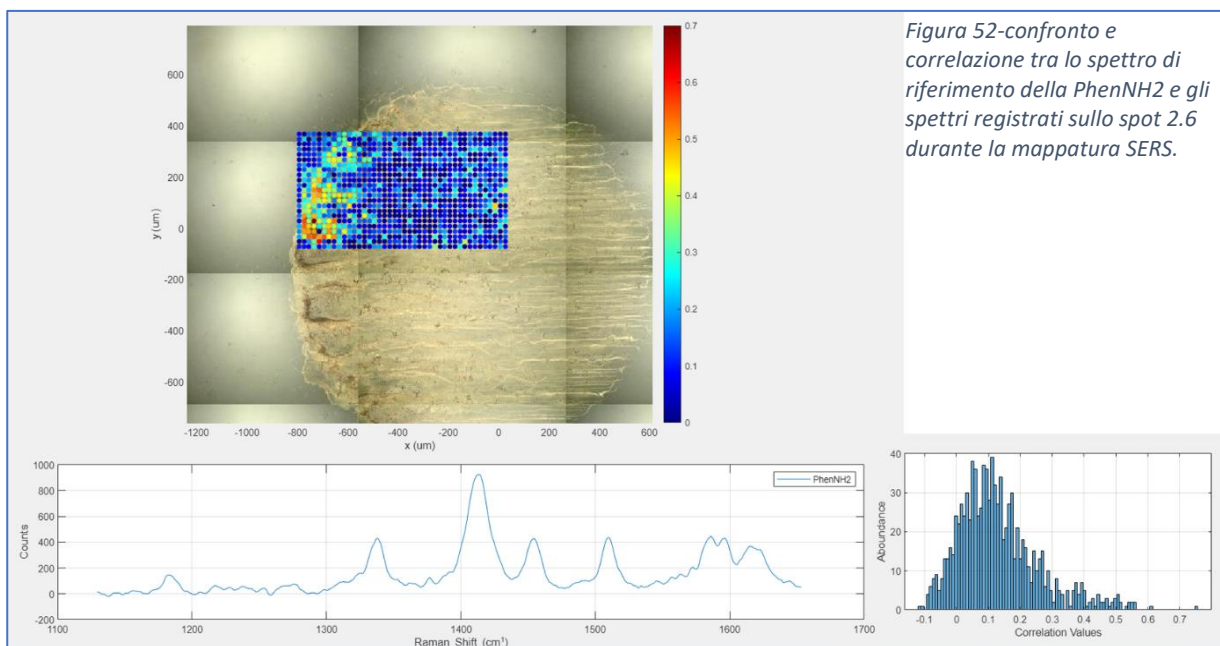 Figura 52-confronto e
correlazione tra lo spettro di
riferimento della PhenNH2 e gli
spettri registrati sullo spot 2.6
durante la mappatura SERS.
600
400
200
0
-200
-400
-600
y (um)
-1200 -1000 -800 -600 -400 -200 0 200 400 600
x (um)
0.7
0.6
0.5
0.4
0.3
0.2
0.1
0
1000
800
600
400
200
0
-200
Counts
PhenNH2
1100 1200 1300 1400 1500 1600 1700
Raman_Shift_(cm¹)
40
30
20
10
0
Aboundance
-0.1 0 0.1 0.2 0.3 0.4 0.5 0.6 0.7
Correlation Values